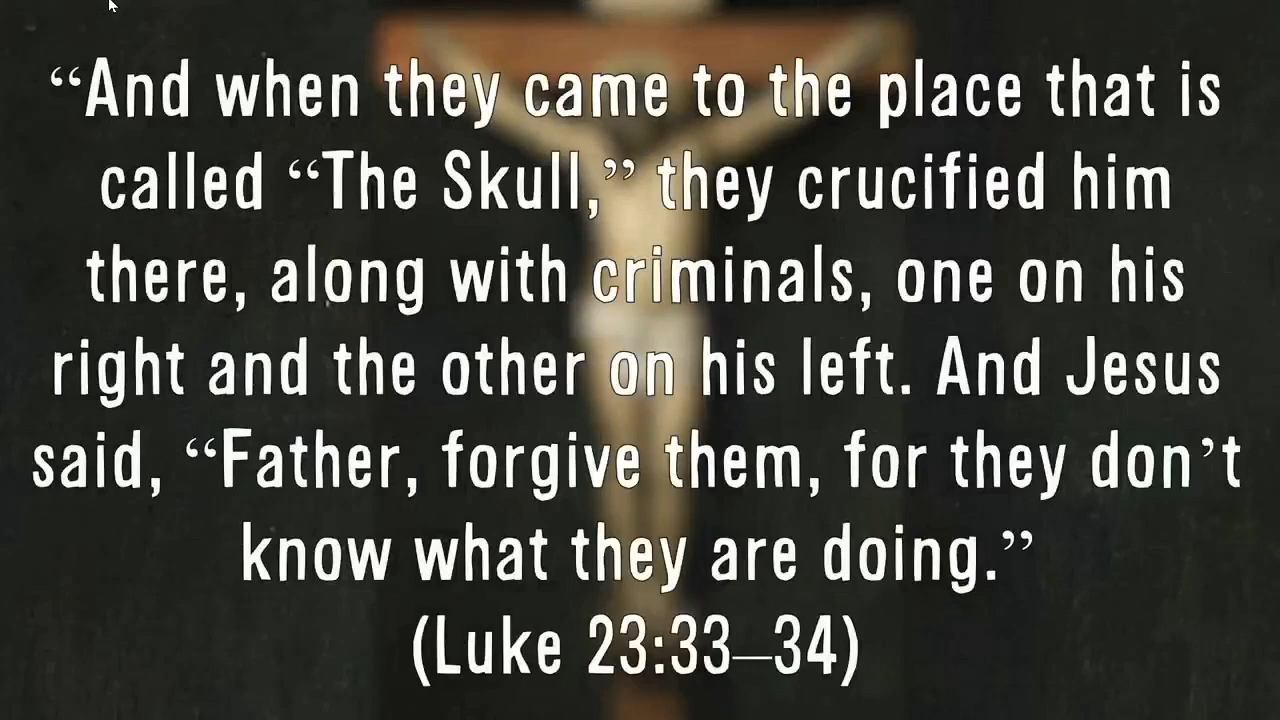 “And when they came to the place that is
called “The Skull,” they crucified him
there, along with criminals, one on his
right and the other on his left. And Jesus
said, “Father, forgive them, for they don’t
know what they are doing.”
(Luke 23:33–34)